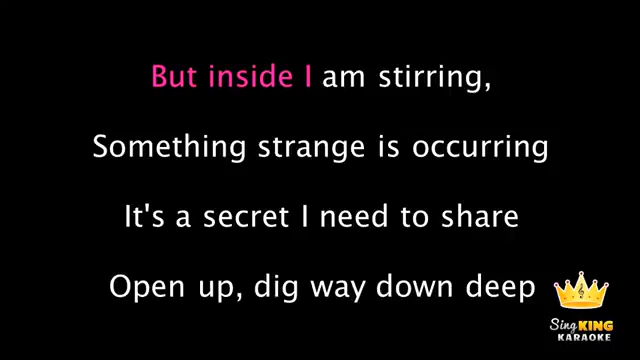 But inside I am stirring,
Something strange is occurring
It's a secret I need to share
Open up, dig way down deep
Sing KING
KARAOKE